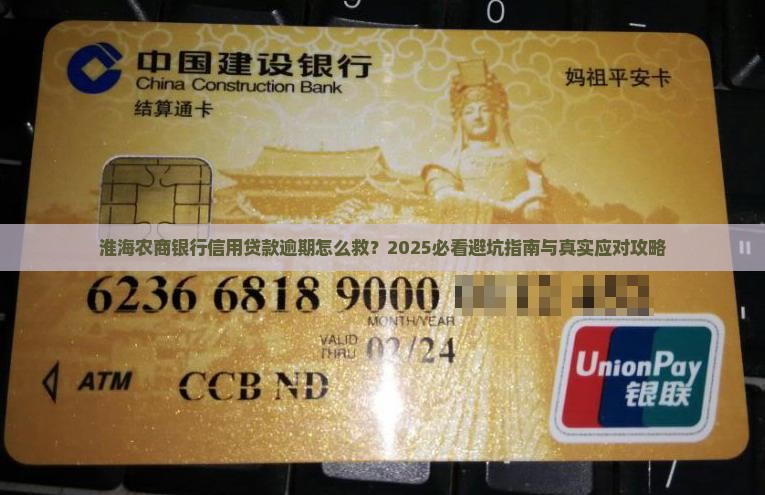 9
0
中国建设银行
China Construction Bank
结算通卡
妈祖平安卡
淮海农商银行信用贷款逾期怎么救？2025必看避坑指南与真实应对攻略
6236 6818 9000
MONTH/YEAR
VALID
THRU
02/24
ATM
CCB ND
UnionPay
银联